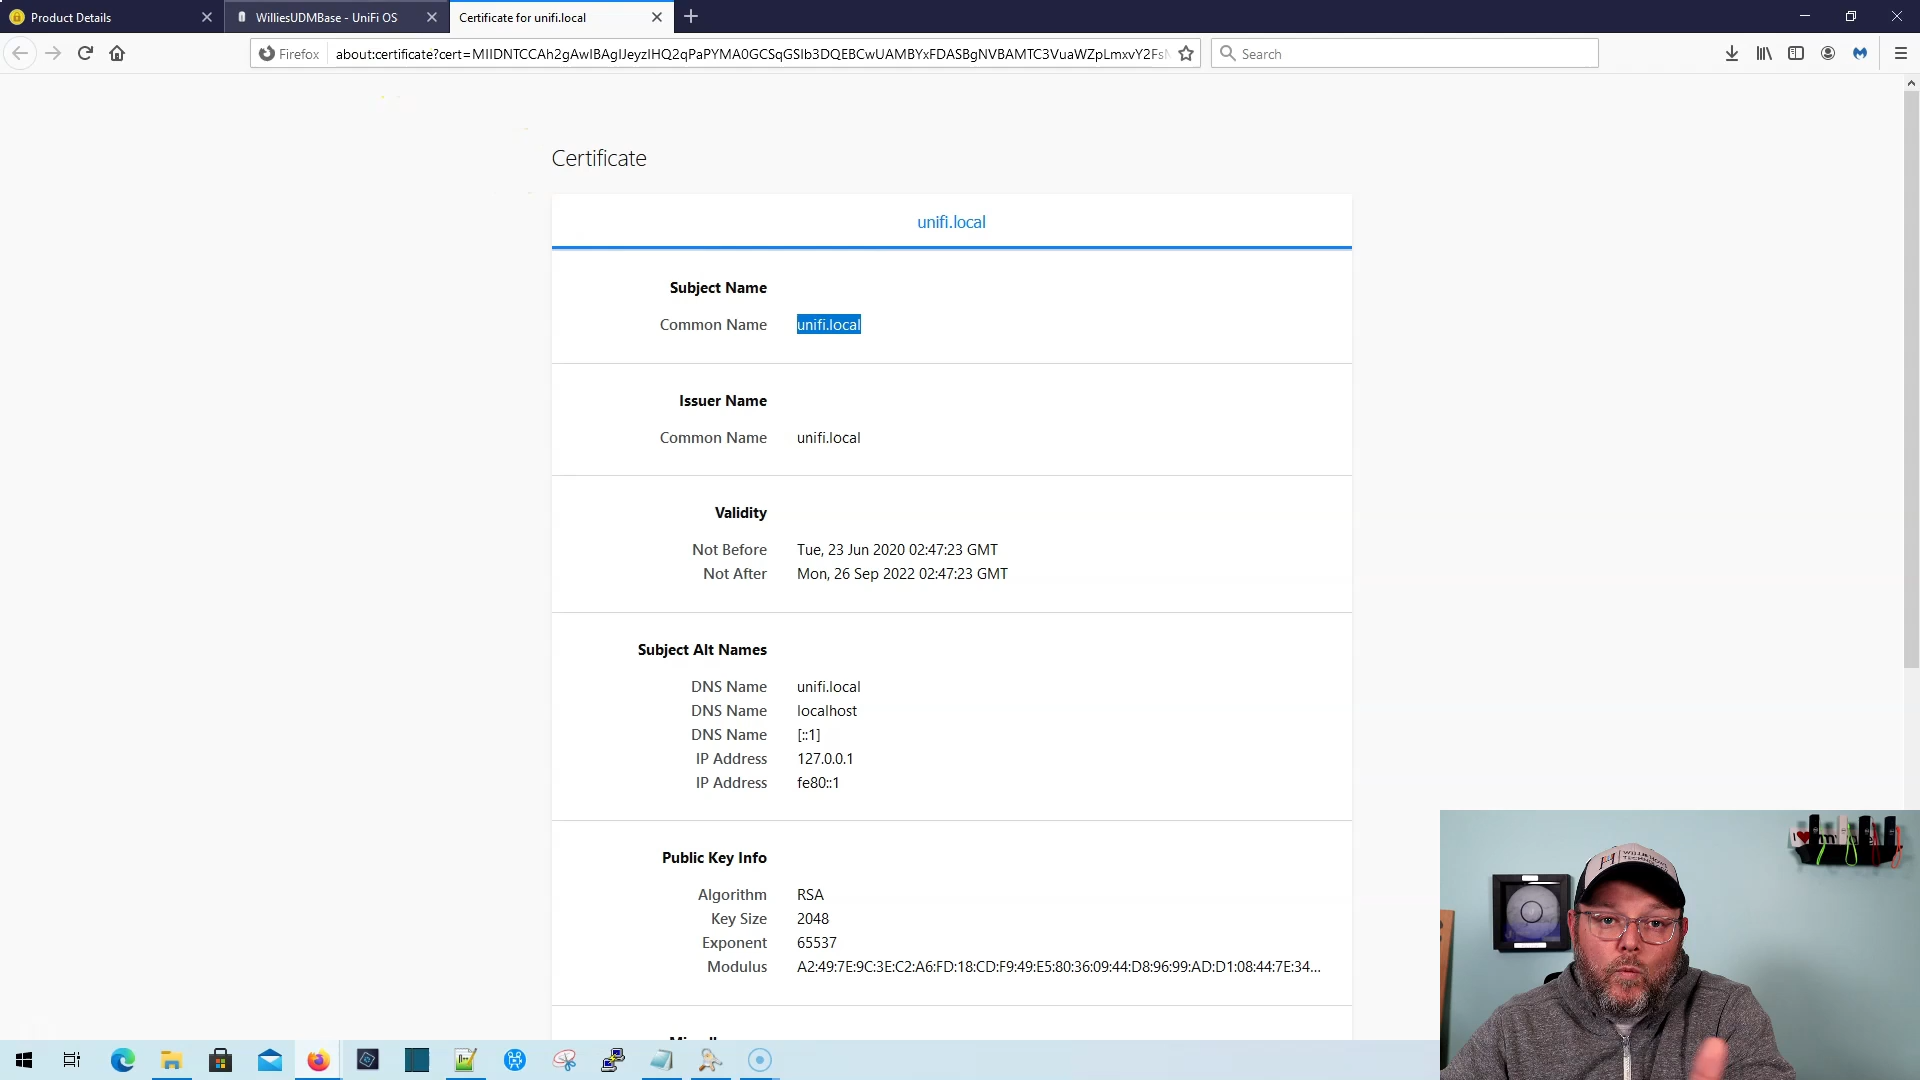 Product Details
WilliesUDMBase - UniFi OS
Certificate for unifi.local
Firefox
about:certificate?cert=MIIDNTCCAh2gAwIBAgIJeyzIHQ2qPaPYMA0GCSqGSIb3DQEBCwUAMBYxFDASBgNVBAMTC3VuaWZpLmxvY2Fs
Search
Certificate
unifi.local
Subject Name
Common Name unifi.local
Issuer Name
Common Name unifi.local
Validity
Not Before Tue, 23 Jun 2020 02:47:23 GMT
Not After Mon, 26 Sep 2022 02:47:23 GMT
Subject Alt Names
DNS Name unifi.local
DNS Name localhost
DNS Name [::1]
IP Address 127.0.0.1
IP Address fe80::1
Public Key Info
Algorithm RSA
Key Size 2048
Exponent 65537
Modulus A2:49:7E:9C:3E:C2:A6:FD:18:CD:F9:49:E5:80:36:09:44:D8:96:99:AD:D1:08:44:7E:34...